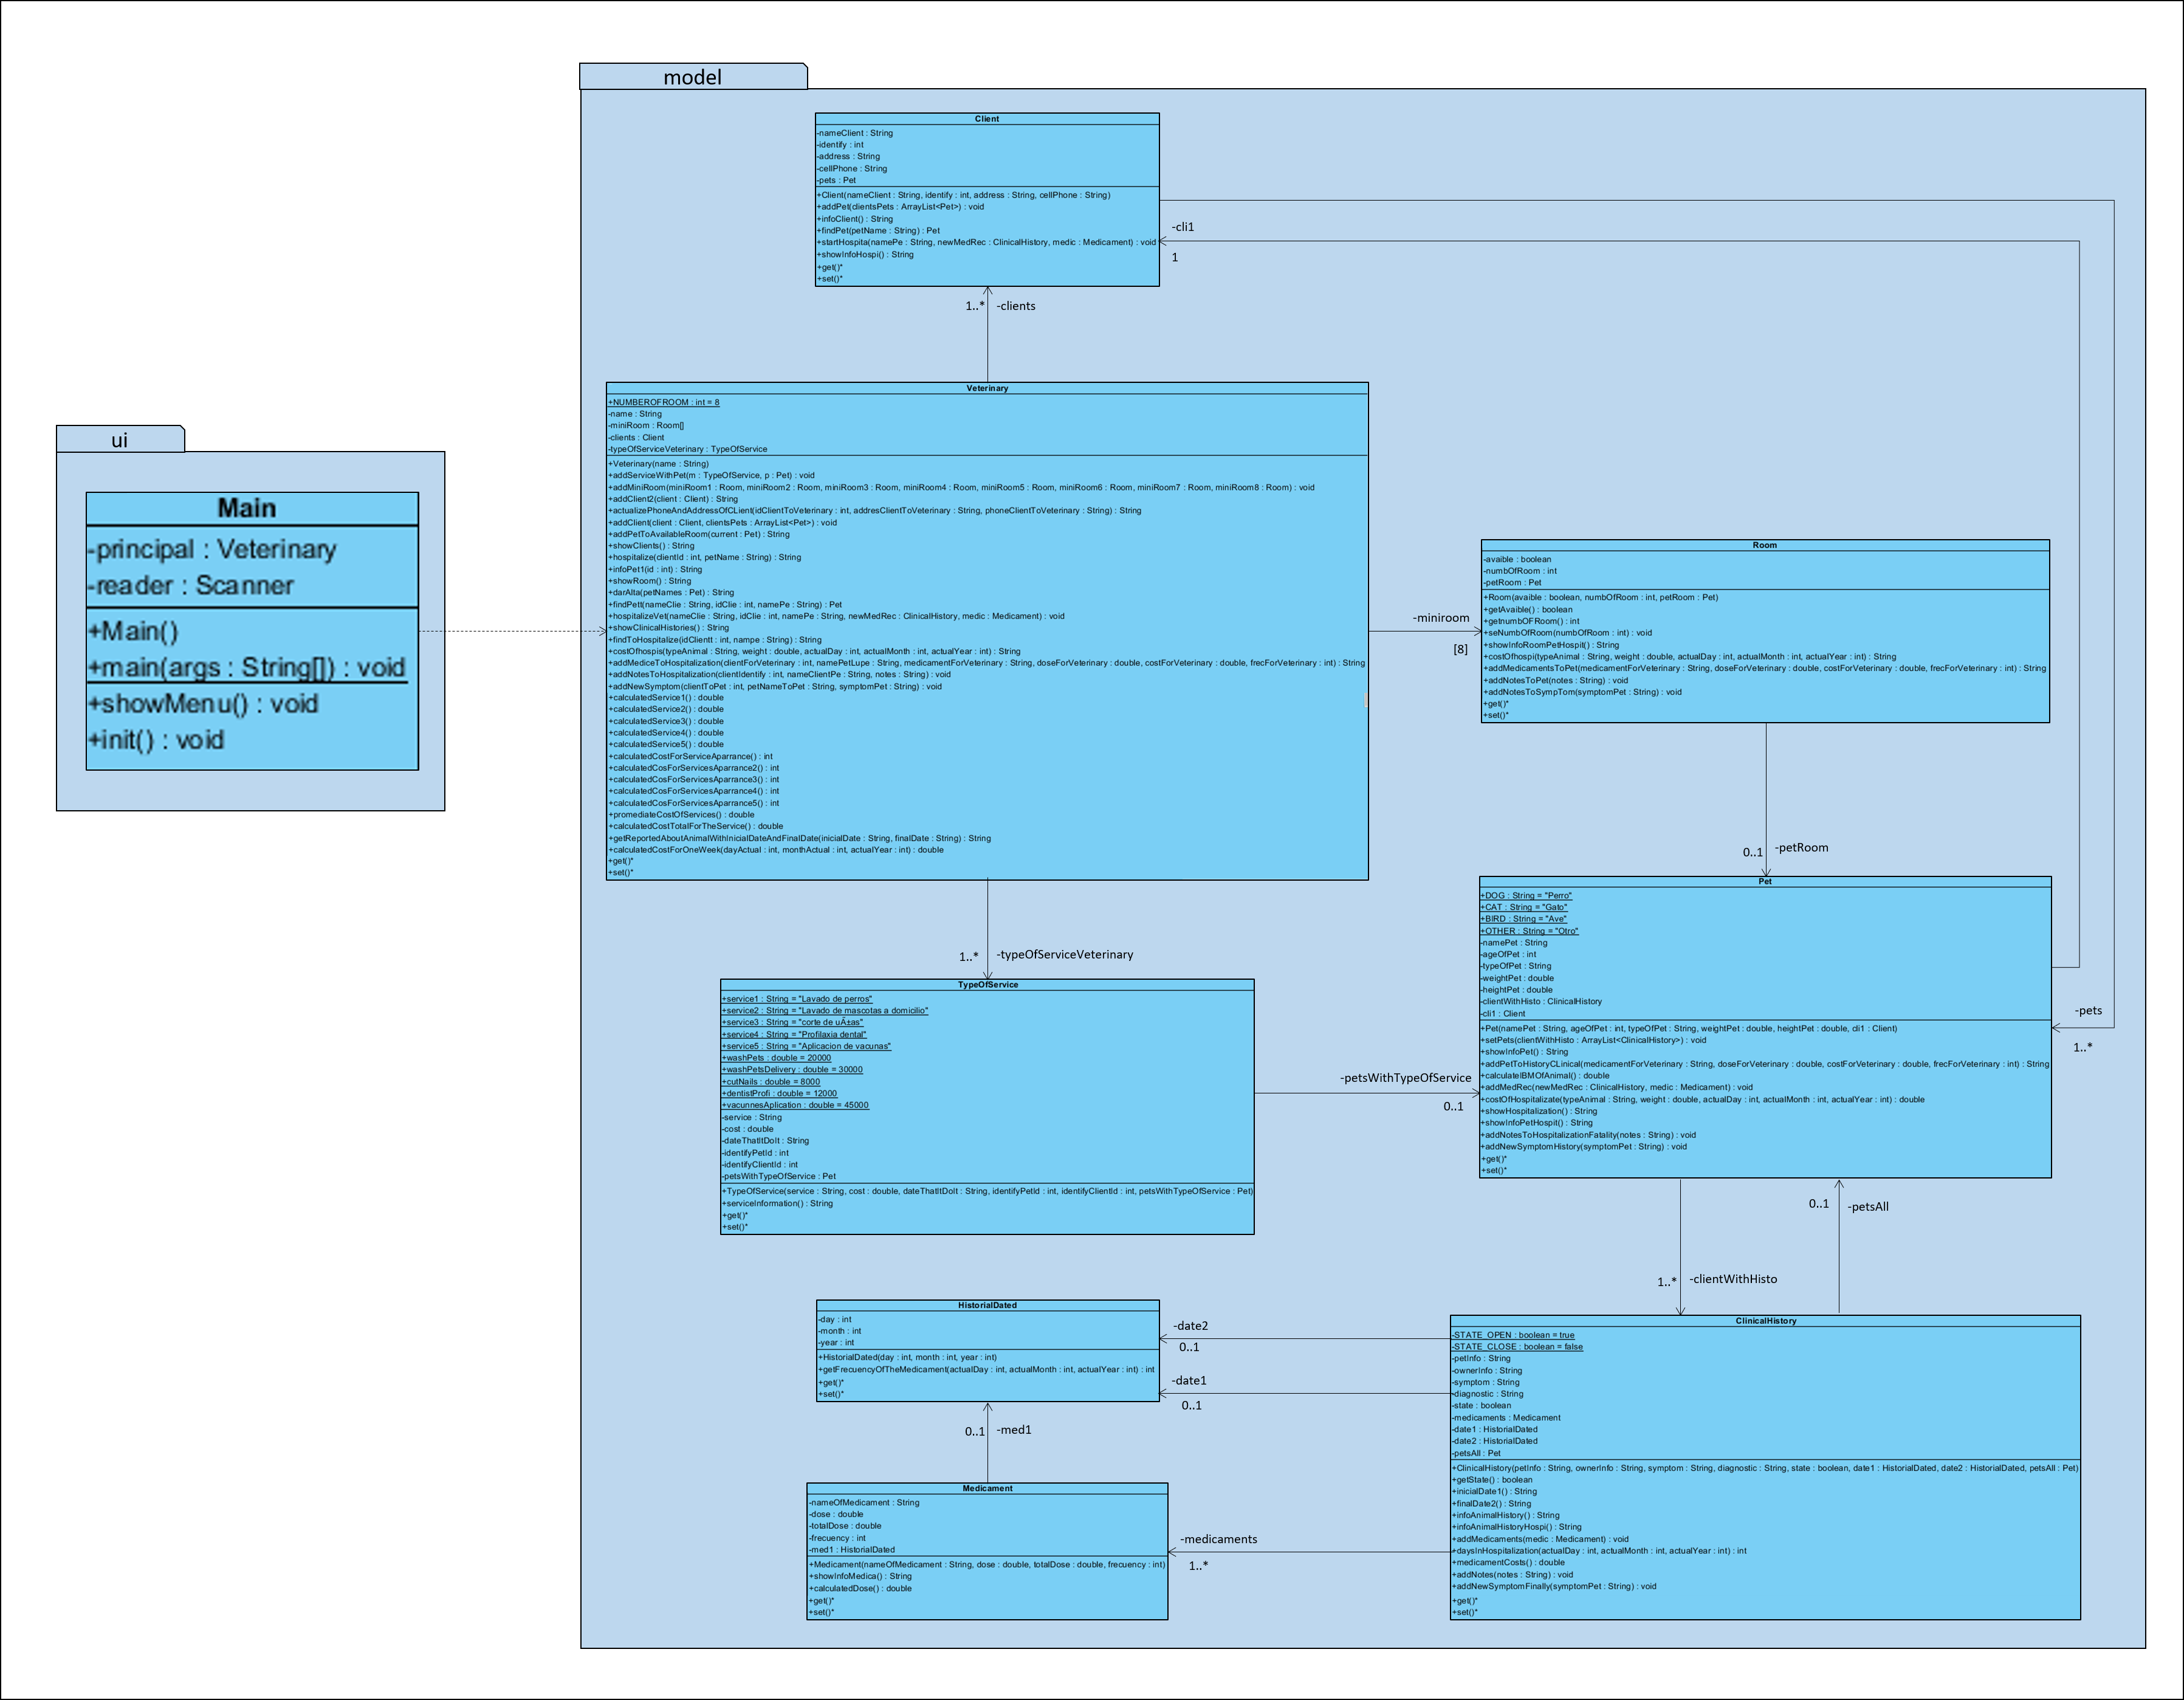 model
Client
-nameClient : String
-identify : int
-address : String
-cellPhone : String
-pets : Pet
+Client(nameClient : String, identify : int, address : String, cellPhone : String)
+addPet(clientsPets : ArrayList<Pet>) : void
+infoClient() : String
+findPet(petName : String) : Pet
+startHospita(namePe : String, newMedRec : ClinicalHistory, medic : Medicament) : void
+showInfoHospi() : String
+get()*
+set()*
-cli1
1
1..*
-clients
ui
Main
-principal : Veterinary
-reader : Scanner
+Main()
+main(args : String[]) : void
+showMenu() : void
+init() : void
Veterinary
+NUMBEROFROOM : int = 8
-name : String
-miniRoom : Room[]
-clients : Client
-typeOfServiceVeterinary : TypeOfService
+Veterinary(name : String)
+addServiceWithPet(m : TypeOfService, p : Pet) : void
+addMiniRoom(miniRoom1 : Room, miniRoom2 : Room, miniRoom3 : Room, miniRoom4 : Room, miniRoom5 : Room, miniRoom6 : Room, miniRoom7 : Room, miniRoom8 : Room) : void
+addClient2(client : Client) : String
+actualizePhoneAndAddressOfCLient(idClientToVeterinary : int, addresClientToVeterinary : String, phoneClientToVeterinary : String) : String
+addClient(client : Client, clientsPets : ArrayList<Pet>) : void
+addPetToAvailableRoom(current : Pet) : String
+showClients() : String
+hospitalize(clientId : int, petName : String) : String
+infoPet1(id : int) : String
+showRoom() : String
+darAlta(petNames : Pet) : String
+findPett(nameClie : String, idClie : int, namePe : String) : Pet
+hospitalizeVet(nameClie : String, idClie : int, namePe : String, newMedRec : ClinicalHistory, medic : Medicament) : void
+showClinicalHistories() : String
+findToHospitalize(idClientt : int, nampe : String) : String
+costOfhospis(typeAnimal : String, weight : double, actualDay : int, actualMonth : int, actualYear : int) : String
+addMediceToHospitalization(clientForVeterinary : int, namePetLupe : String, medicamentForVeterinary : String, doseForVeterinary : double, costForVeterinary : double, frecForVeterinary : int) : String
+addNotesToHospitalization(clientIdentify : int, nameClientPe : String, notes : String) : void
+addNewSymptom(clientToPet : int, petNameToPet : String, symptomPet : String) : void
+calculatedService1() : double
+calculatedService2() : double
+calculatedService3() : double
+calculatedService4() : double
+calculatedService5() : double
+calculatedCostForServiceAparrance() : int
+calculatedCosForServicesAparrance2() : int
+calculatedCosForServicesAparrance3() : int
+calculatedCosForServicesAparrance4() : int
+calculatedCosForServicesAparrance5() : int
+promediateCostOfServices() : double
+calculatedCostTotalForTheService() : double
+getReportedAboutAnimalWithInicialDateAndFinalDate(inicialDate : String, finalDate : String) : String
+calculatedCostForOneWeek(dayActual : int, monthActual : int, actualYear : int) : double
+get()*
+set()*
-miniroom
[8]
Room
-avaible : boolean
-numbOfRoom : int
-petRoom : Pet
+Room(avaible : boolean, numbOfRoom : int, petRoom : Pet)
+getAvaible() : boolean
+getnumbOFRoom() : int
+seNumbOfRoom(numbOfRoom : int) : void
+showInfoRoomPetHospit() : String
+costOfhospi(typeAnimal : String, weight : double, actualDay : int, actualMonth : int, actualYear : int) : String
+addMedicamentsToPet(medicamentForVeterinary : String, doseForVeterinary : double, costForVeterinary : double, frecForVeterinary : int) : String
+addNotesToPet(notes : String) : void
+addNotesToSympTom(symptomPet : String) : void
+get()*
+set()*
0..1
-petRoom
Pet
+DOG : String = "Perro"
+CAT : String = "Gato"
+BIRD : String = "Ave"
+OTHER : String = "Otro"
-namePet : String
-ageOfPet : int
-typeOfPet : String
-weightPet : double
-heightPet : double
-clientWithHisto : ClinicalHistory
-cli1 : Client
+Pet(namePet : String, ageOfPet : int, typeOfPet : String, weightPet : double, heightPet : double, cli1 : Client)
+setPets(clientWithHisto : ArrayList<ClinicalHistory>) : void
+showInfoPet() : String
+addPetToHistoryCLinical(medicamentForVeterinary : String, doseForVeterinary : double, costForVeterinary : double, frecForVeterinary : int) : String
+calculateIBMOfAnimal() : double
+addMedRec(newMedRec : ClinicalHistory, medic : Medicament) : void
+costOfHospitalizate(typeAnimal : String, weight : double, actualDay : int, actualMonth : int, actualYear : int) : double
+showHospitalization() : String
+showInfoPetHospit() : String
+addNotesToHospitalizationFatality(notes : String) : void
+addNewSymptomHistory(symptomPet : String) : void
+get()*
+set()*
-pets
1..*
1..*
-typeOfServiceVeterinary
TypeOfService
+service1 : String = "Lavado de perros"
+service2 : String = "Lavado de mascotas a domicilio"
+service3 : String = "corte de uÃ±as"
+service4 : String = "Profilaxia dental"
+service5 : String = "Aplicacion de vacunas"
+washPets : double = 20000
+washPetsDelivery : double = 30000
+cutNails : double = 8000
+dentistProfi : double = 12000
+vacunnesAplication : double = 45000
-service : String
-cost : double
-dateThatItDoIt : String
-identifyPetId : int
-identifyClientId : int
-petsWithTypeOfService : Pet
+TypeOfService(service : String, cost : double, dateThatItDoIt : String, identifyPetId : int, identifyClientId : int, petsWithTypeOfService : Pet)
+serviceInformation() : String
+get()*
+set()*
-petsWithTypeOfService
0..1
0..1
-petsAll
1..*
-clientWithHisto
HistorialDated
-day : int
-month : int
-year : int
+HistorialDated(day : int, month : int, year : int)
+getFrecuencyOfTheMedicament(actualDay : int, actualMonth : int, actualYear : int) : int
+get()*
+set()*
-date2
0..1
-date1
0..1
0..1
-med1
Medicament
-nameOfMedicament : String
-dose : double
-totalDose : double
-frecuency : int
-med1 : HistorialDated
+Medicament(nameOfMedicament : String, dose : double, totalDose : double, frecuency : int)
+showInfoMedica() : String
+calculatedDose() : double
+get()*
+set()*
-medicaments
1..*
ClinicalHistory
-STATE_OPEN : boolean = true
-STATE_CLOSE : boolean = false
-petInfo : String
-ownerInfo : String
-symptom : String
-diagnostic : String
-state : boolean
-medicaments : Medicament
-date1 : HistorialDated
-date2 : HistorialDated
-petsAll : Pet
+ClinicalHistory(petInfo : String, ownerInfo : String, symptom : String, diagnostic : String, state : boolean, date1 : HistorialDated, date2 : HistorialDated, petsAll : Pet)
+getState() : boolean
+inicialDate1() : String
+finalDate2() : String
+infoAnimalHistory() : String
+infoAnimalHistoryHospi() : String
+addMedicaments(medic : Medicament) : void
+daysInHospitalization(actualDay : int, actualMonth : int, actualYear : int) : int
+medicamentCosts() : double
+addNotes(notes : String) : void
+addNewSymptomFinally(symptomPet : String) : void
+get()*
+set()*